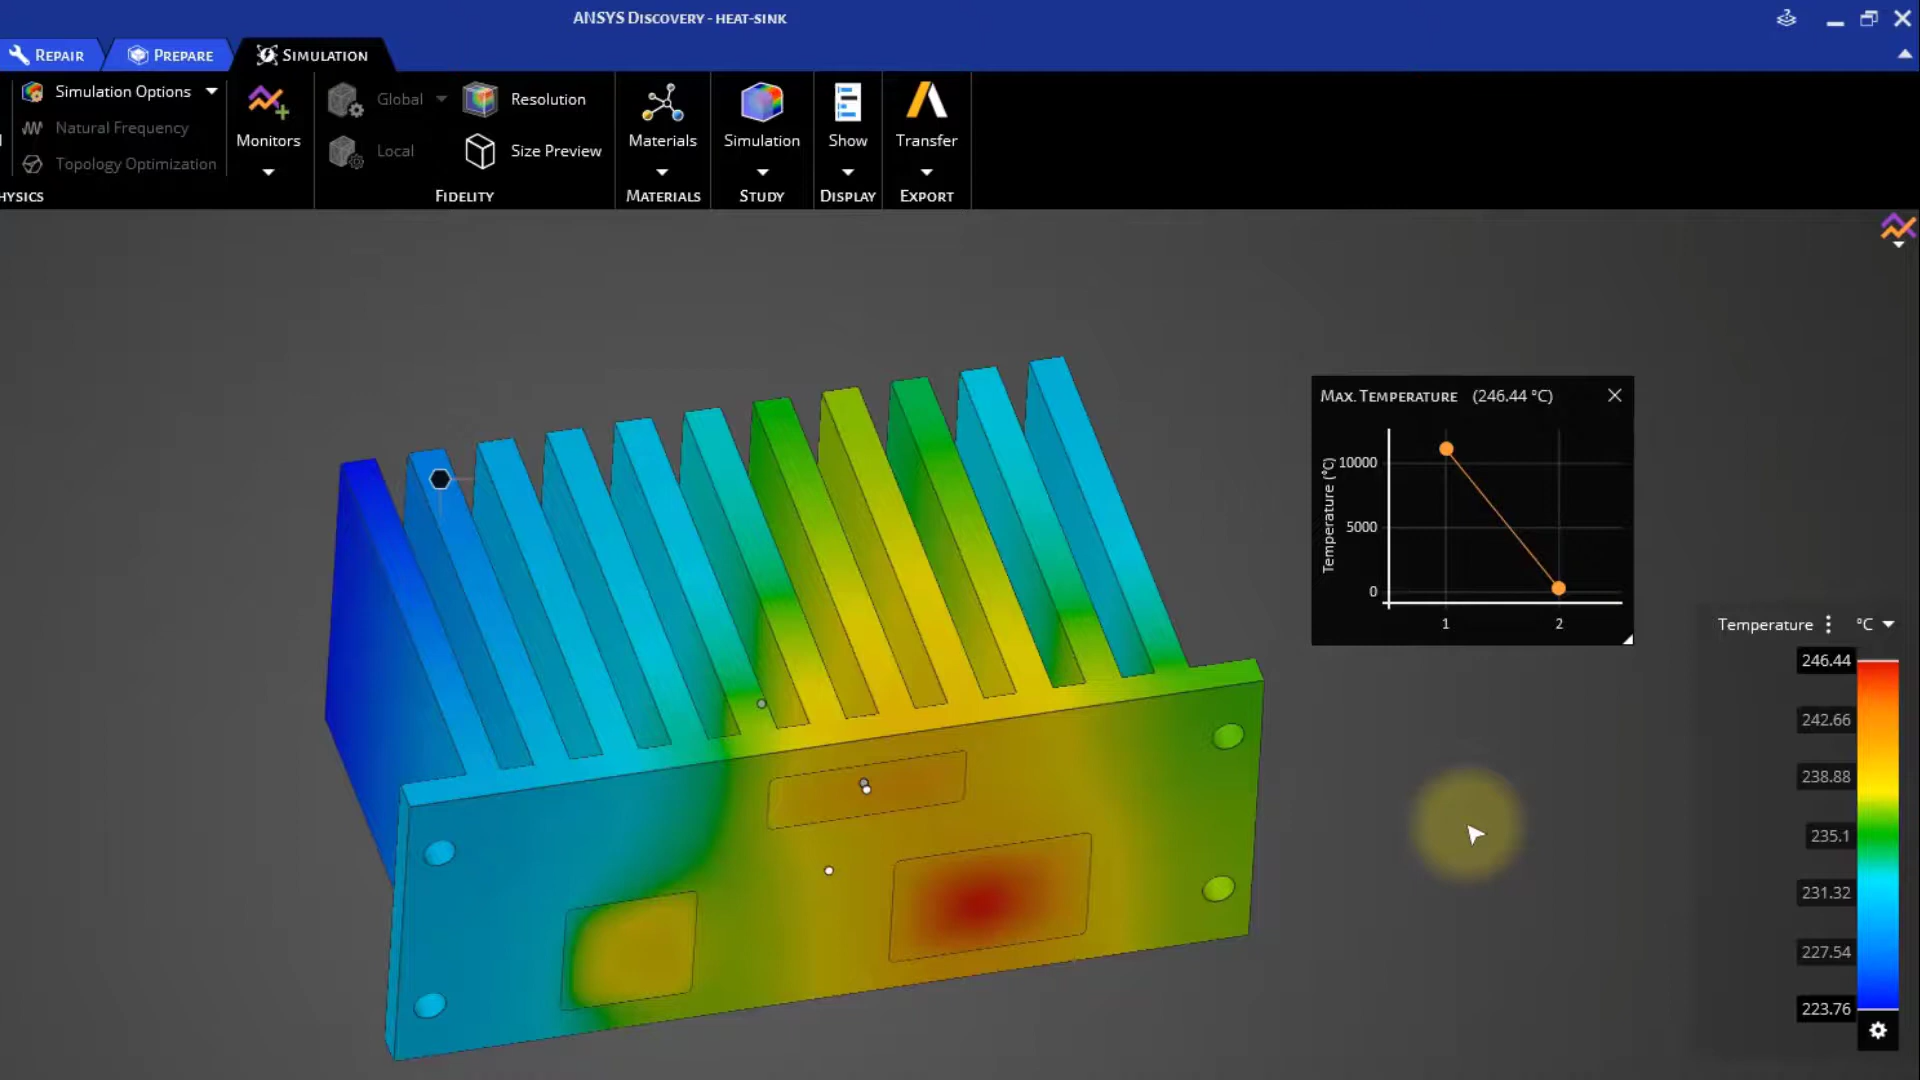 ANSYS DISCOVERY - HEAT-SINK
REPAIR
PREPARE
SIMULATION
Simulation Options
Natural Frequency
Topology Optimization
HYSICS
Monitors
Global
Local
Resolution
Size Preview
FIDELITY
Materials
MATERIALS
Simulation
STUDY
Show
DISPLAY
Transfer
EXPORT
MAX. TEMPERATURE (246.44 °C)
Temperature (°C)
10000
5000
0
1
2
Temperature °C
246.44
242.66
238.88
235.1
231.32
227.54
223.76